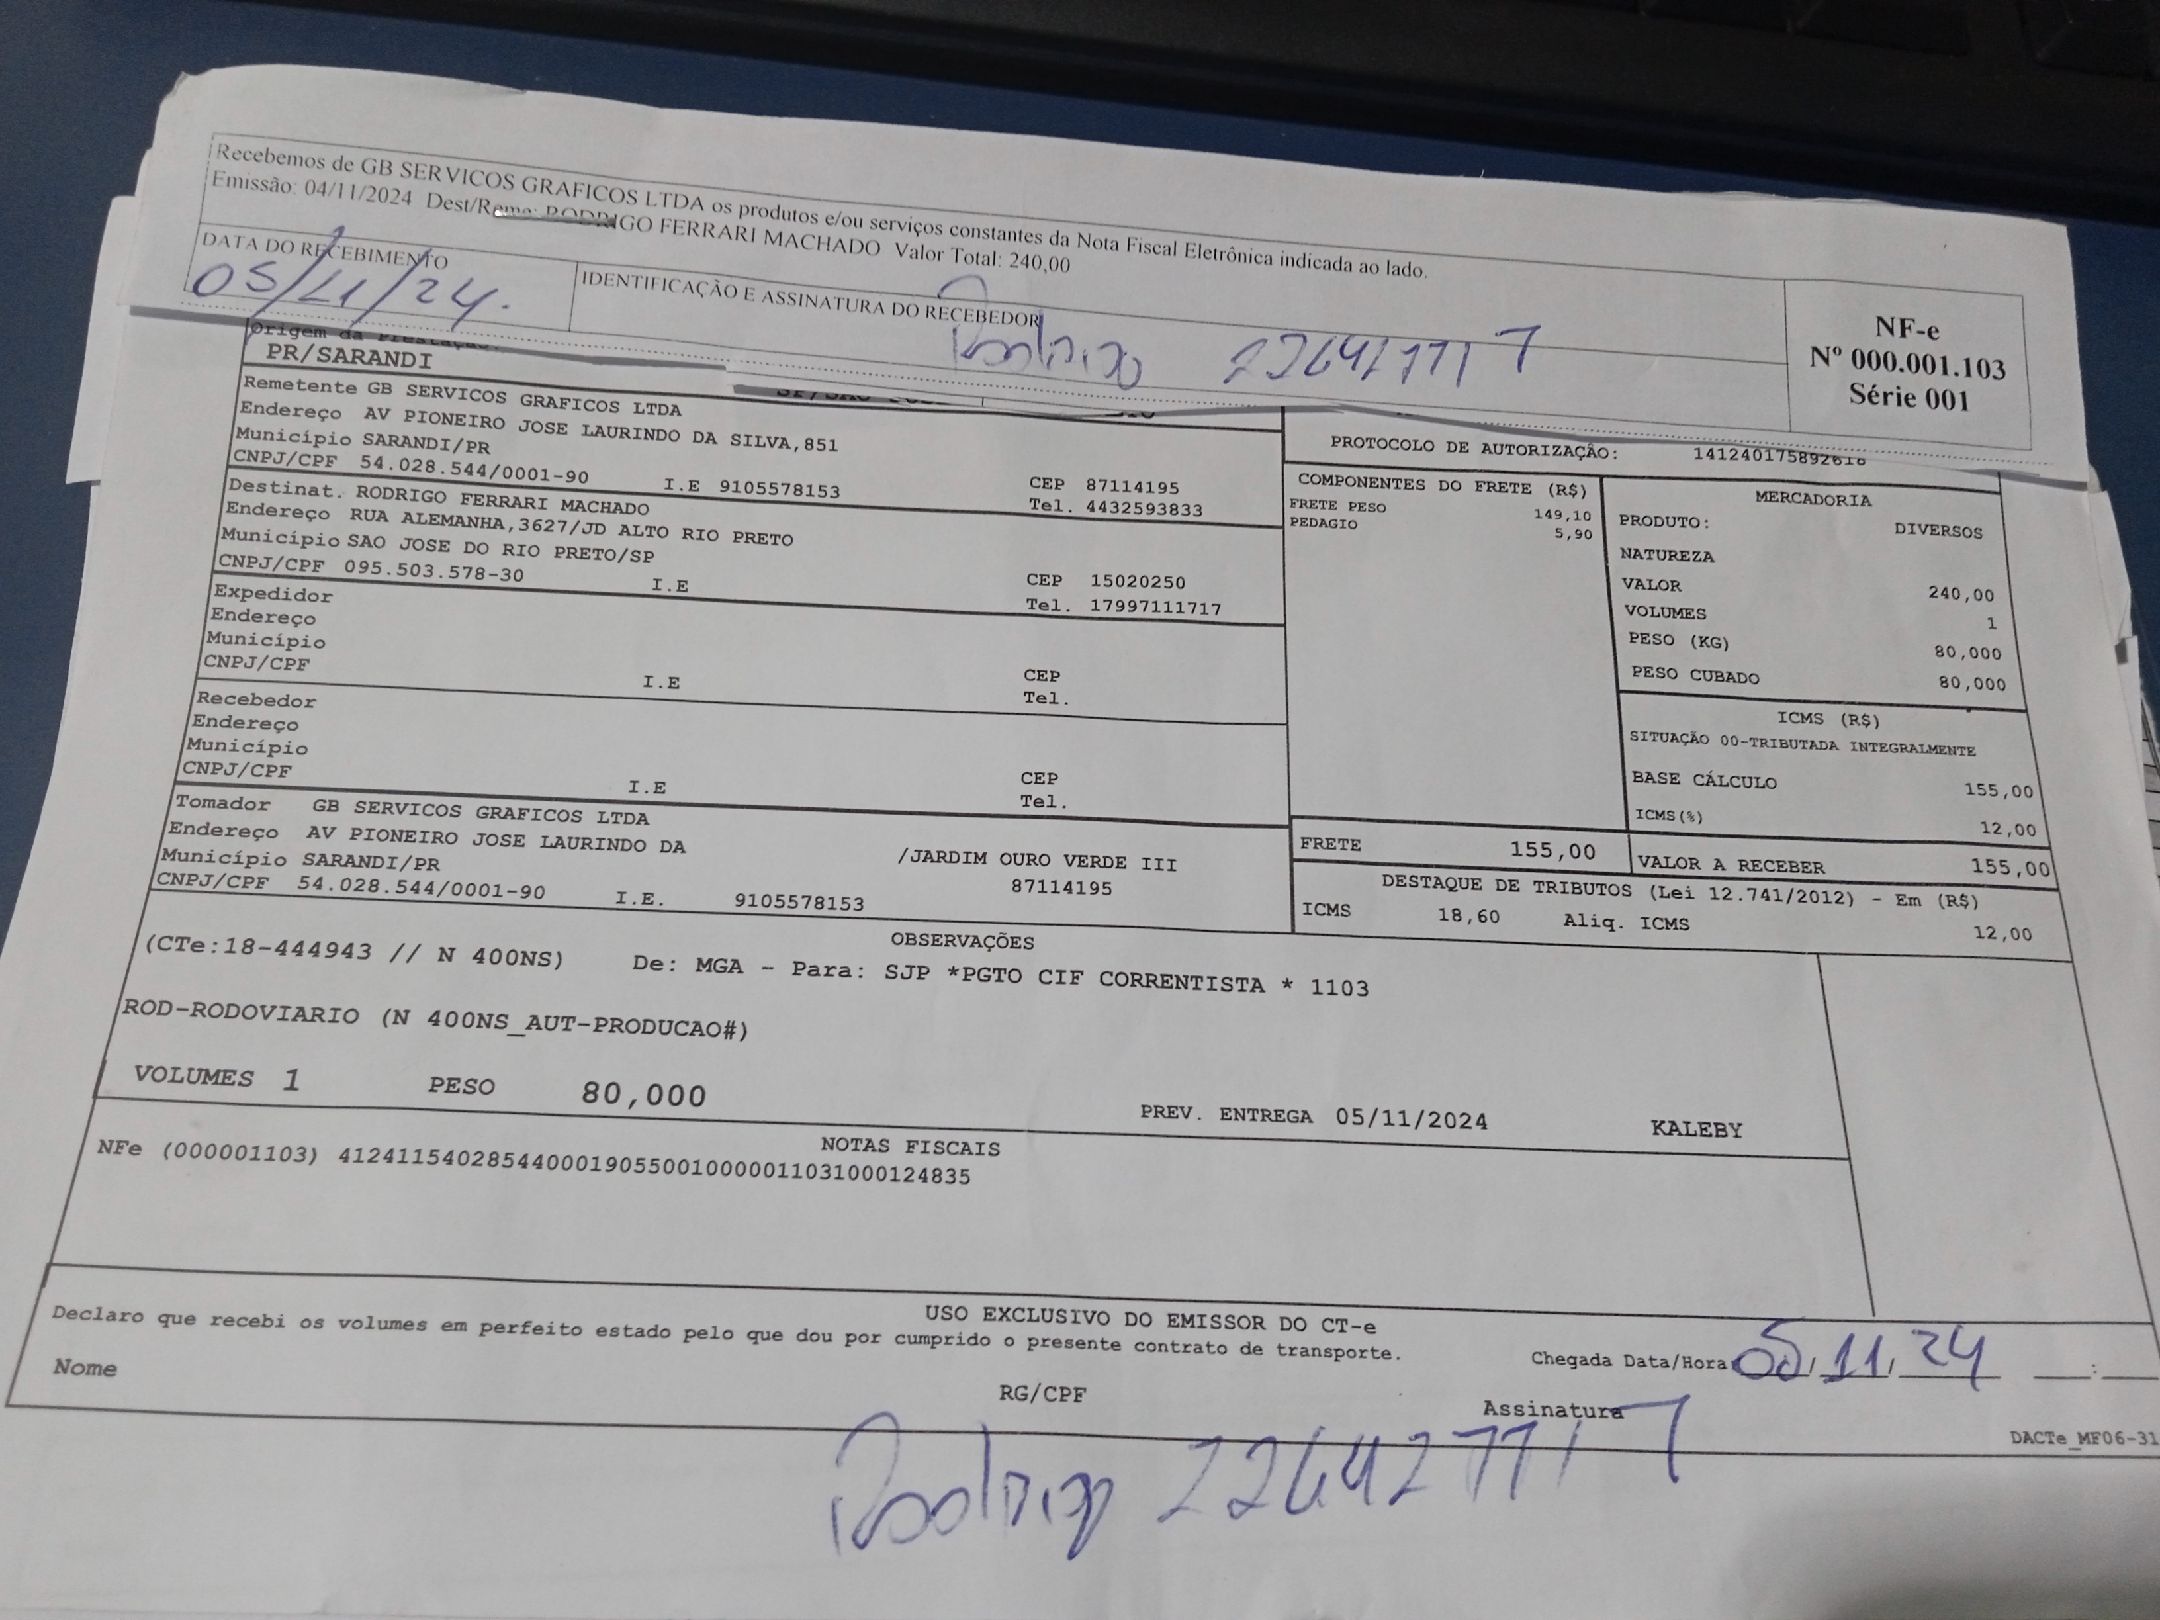 Recebemos de GB SERVICOS GRAFICOS LTDA os produtos e/ou serviços constantes da Nota Fiscal Eletrônica indicada ao lado.
Emissão: 04/11/2024 Dest/Reme: RODRIGO FERRARI MACHADO Valor Total: 240,00
DATA DO RECEBIMENTO
05/11/24.
IDENTIFICAÇÃO E ASSINATURA DO RECEBEDOR
Rodrigo
NF-e
Nº 000.001.103
Série 001
Origem da Prestação
PR/SARANDI
Remetente GB SERVICOS GRAFICOS LTDA
Endereço AV PIONEIRO JOSE LAURINDO DA SILVA,851
Município SARANDI/PR
CNPJ/CPF 54.028.544/0001-90 I.E 9105578153
CEP 87114195
Tel. 4432593833
Destinat. RODRIGO FERRARI MACHADO
Endereço RUA ALEMANHA,3627/JD ALTO RIO PRETO
Município SAO JOSE DO RIO PRETO/SP
CNPJ/CPF 095.503.578-30 I.E
CEP 15020250
Tel. 17997111717
Expedidor
Endereço
Município
CNPJ/CPF I.E
CEP
Tel.
Recebedor
Endereço
Município
CNPJ/CPF I.E
CEP
Tel.
Tomador GB SERVICOS GRAFICOS LTDA
Endereço AV PIONEIRO JOSE LAURINDO DA /JARDIM OURO VERDE III
Município SARANDI/PR 87114195
CNPJ/CPF 54.028.544/0001-90 I.E. 9105578153
PROTOCOLO DE AUTORIZAÇÃO: 141240175892616
COMPONENTES DO FRETE (R$)
FRETE PESO 149,10
PEDAGIO 5,90
MERCADORIA
PRODUTO: DIVERSOS
NATUREZA
VALOR 240,00
VOLUMES 1
PESO (KG) 80,000
PESO CUBADO 80,000
ICMS (R$)
SITUAÇÃO 00-TRIBUTADA INTEGRALMENTE
BASE CÁLCULO 155,00
ICMS(%) 12,00
FRETE 155,00 VALOR A RECEBER 155,00
DESTAQUE DE TRIBUTOS (Lei 12.741/2012) - Em (R$)
ICMS 18,60 Aliq. ICMS 12,00
OBSERVAÇÕES
(CTe:18-444943 // N 400NS) De: MGA - Para: SJP *PGTO CIF CORRENTISTA * 1103
ROD-RODOVIARIO (N 400NS_AUT-PRODUCAO#)
VOLUMES 1 PESO 80,000 PREV. ENTREGA 05/11/2024 KALEBY
NOTAS FISCAIS
NFe (000001103) 41241154028544000190550010000011031000124835
USO EXCLUSIVO DO EMISSOR DO CT-e
Declaro que recebi os volumes em perfeito estado pelo que dou por cumprido o presente contrato de transporte.
Chegada Data/Hora 05/11/24 :
Nome RG/CPF Assinatura
DACTe_MF06-31
Rodrigo